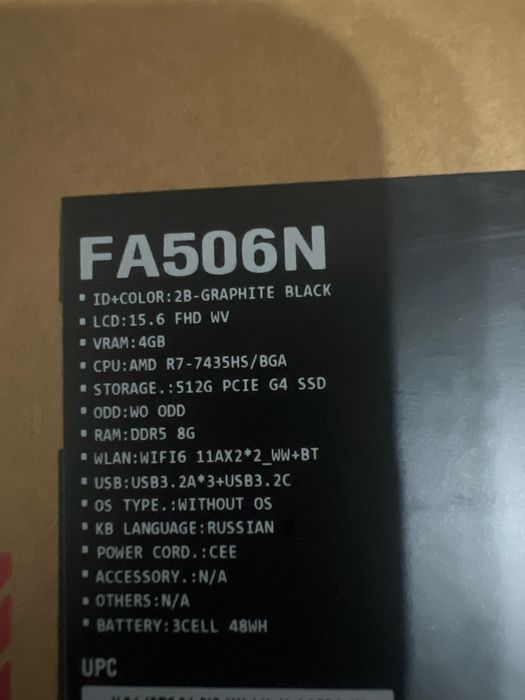 FA506N
▪ ID+COLOR:2B-GRAPHITE BLACK
▪ LCD:15.6 FHD WV
▪ VRAM:4GB
▪ CPU:AMD R7-7435HS/BGA
▪ STORAGE.:512G PCIE G4 SSD
▪ ODD:WO ODD
▪ RAM:DDR5 8G
▪ WLAN:WIFI6 11AX2*2_WW+BT
▪ USB:USB3.2A*3+USB3.2C
▪ OS TYPE.:WITHOUT OS
▪ KB LANGUAGE:RUSSIAN
▪ POWER CORD.:CEE
▪ ACCESSORY.:N/A
▪ OTHERS:N/A
▪ BATTERY:3CELL 48WH
UPC